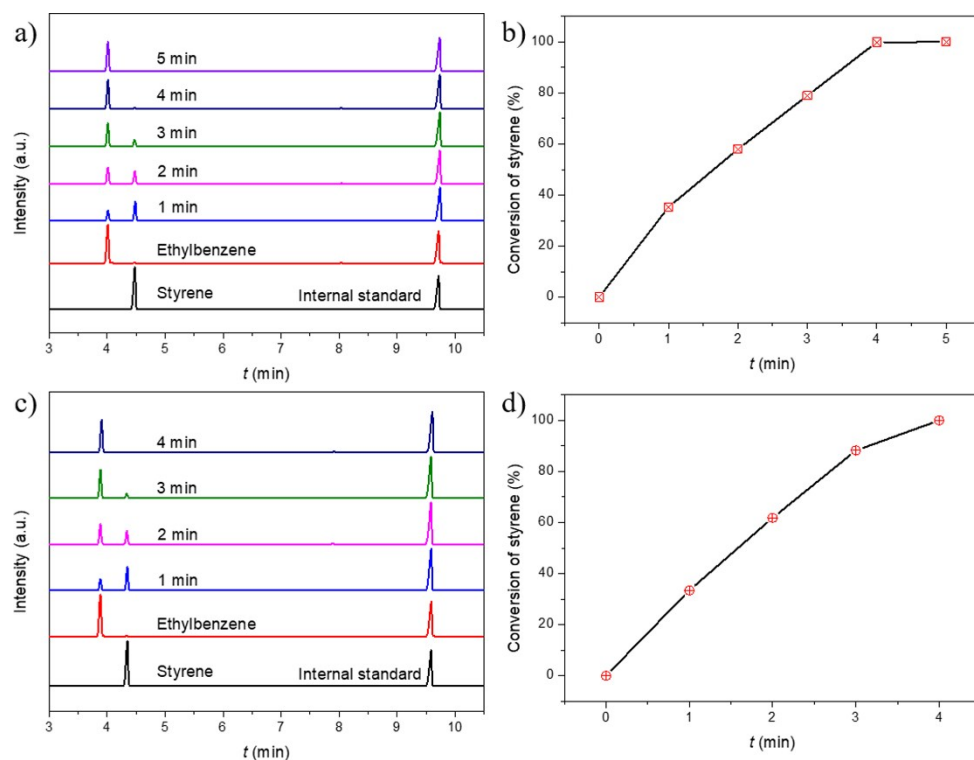 a)
5 min
4 min
3 min
2 min
1 min
Ethylbenzene
Styrene
Internal standard
Intensity (a.u.)
3 4 5 6 7 8 9 10
t (min)
b)
100
80
60
40
20
0
Conversion of styrene (%)
0 1 2 3 4 5
t (min)
c)
4 min
3 min
2 min
1 min
Ethylbenzene
Styrene
Internal standard
Intensity (a.u.)
3 4 5 6 7 8 9 10
t (min)
d)
100
80
60
40
20
0
Conversion of styrene (%)
0 1 2 3 4
t (min)